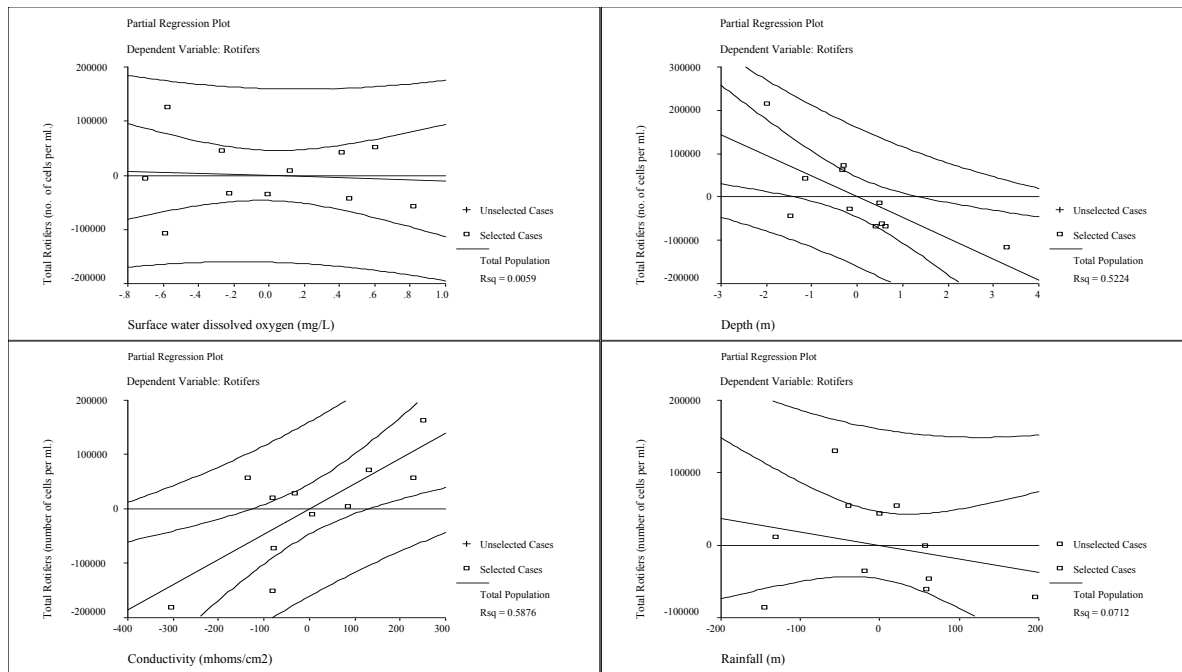 Partial Regression Plot
Dependent Variable: Rotifers
Total Rotifers (no. of cells per ml.)
200000
100000
0
-100000
-200000
-.8 -.6 -.4 -.2 0.0 .2 .4 .6 .8 1.0
Surface water dissolved oxygen (mg/L)
Unselected Cases
Selected Cases
Total Population
Rsq = 0.0059
Partial Regression Plot
Dependent Variable: Rotifers
Total Rotifers (no. of cells per ml.)
300000
200000
100000
0
-100000
-200000
-3 -2 -1 0 1 2 3 4
Depth (m)
Unselected Cases
Selected Cases
Total Population
Rsq = 0.5224
Partial Regression Plot
Dependent Variable: Rotifers
Total Rotifers (number of cells per ml.)
200000
100000
0
-100000
-200000
-400 -300 -200 -100 0 100 200 300
Conductivity (mhoms/cm2)
Unselected Cases
Selected Cases
Total Population
Rsq = 0.5876
Partial Regression Plot
Dependent Variable: Rotifers
Total Rotifers (number of cells per ml.)
200000
100000
0
-100000
-200 -100 0 100 200
Rainfall (m)
Unselected Cases
Selected Cases
Total Population
Rsq = 0.0712